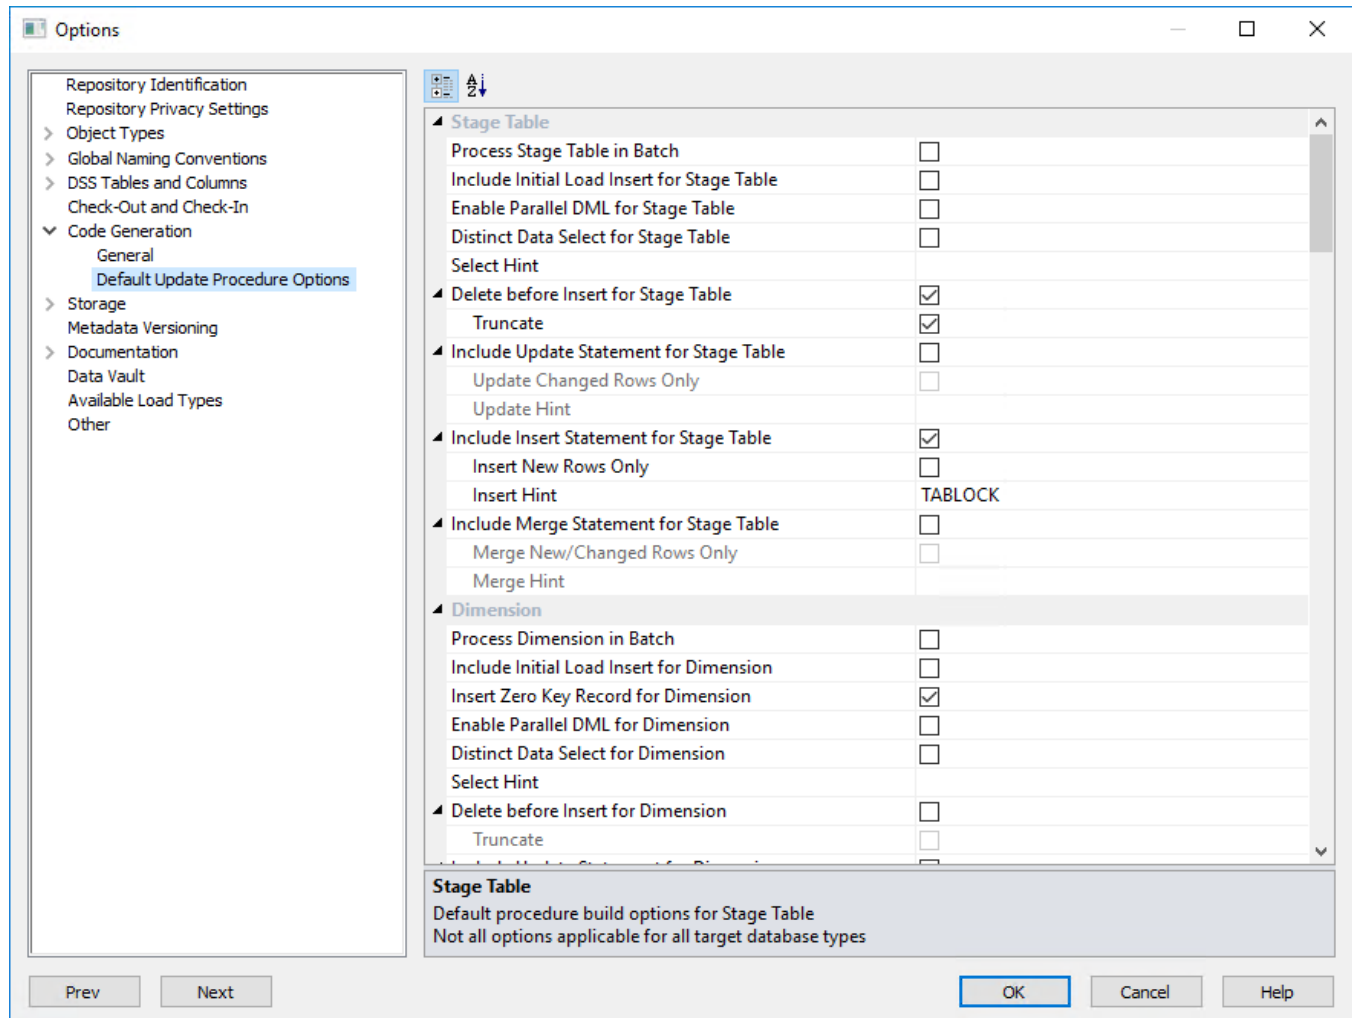 Options
Repository Identification
Repository Privacy Settings
Object Types
Global Naming Conventions
DSS Tables and Columns
Check-Out and Check-In
Code Generation
General
Default Update Procedure Options
Storage
Metadata Versioning
Documentation
Data Vault
Available Load Types
Other
Stage Table
Process Stage Table in Batch
Include Initial Load Insert for Stage Table
Enable Parallel DML for Stage Table
Distinct Data Select for Stage Table
Select Hint
Delete before Insert for Stage Table
Truncate
Include Update Statement for Stage Table
Update Changed Rows Only
Update Hint
Include Insert Statement for Stage Table
Insert New Rows Only
Insert Hint TABLOCK
Include Merge Statement for Stage Table
Merge New/Changed Rows Only
Merge Hint
Dimension
Process Dimension in Batch
Include Initial Load Insert for Dimension
Insert Zero Key Record for Dimension
Enable Parallel DML for Dimension
Distinct Data Select for Dimension
Select Hint
Delete before Insert for Dimension
Truncate
Stage Table
Default procedure build options for Stage Table
Not all options applicable for all target database types
Prev Next OK Cancel Help